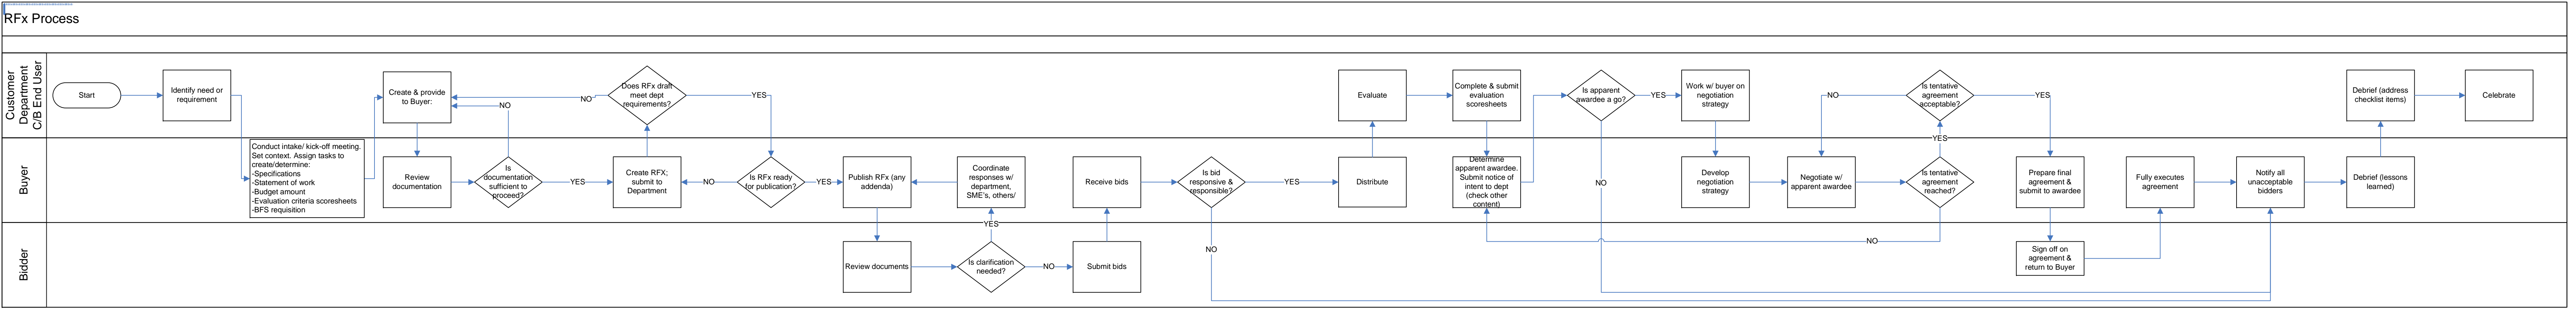 RFx Process
Customer
Department
C/B End User
Start
Identify need or
requirement
Create & provide
to Buyer:
NO
NO
Does RFx draft
meet dept
requirements?
YES
Evaluate
Complete & submit
evaluation
scoresheets
Is apparent
awardee a go?
YES
Work w/ buyer on
negotiation
strategy
NO
Is tentative
agreement
acceptable?
YES
Debrief (address
checklist items)
Celebrate
Buyer
Conduct intake/ kick-off meeting.
Set context. Assign tasks to
create/determine:
-Specifications
-Statement of work
-Budget amount
-Evaluation criteria scoresheets
-BFS requisition
Review
documentation
Is
documentation
sufficient to
proceed?
YES
Create RFX;
submit to
Department
NO
Is RFx ready
for publication?
YES
Publish RFx (any
addenda)
Coordinate
responses w/
department,
SME's, others/
Receive bids
Is bid
responsive &
responsible?
YES
Distribute
Determine
apparent awardee.
Submit notice of
intent to dept
(check other
content)
NO
Develop
negotiation
strategy
Negotiate w/
apparent awardee
YES
Is tentative
agreement
reached?
Prepare final
agreement &
submit to awardee
Fully executes
agreement
Notify all
unacceptable
bidders
Debrief (lessons
learned)
Bidder
Review documents
YES
Is clarification
needed?
NO
Submit bids
NO
NO
Sign off on
agreement &
return to Buyer